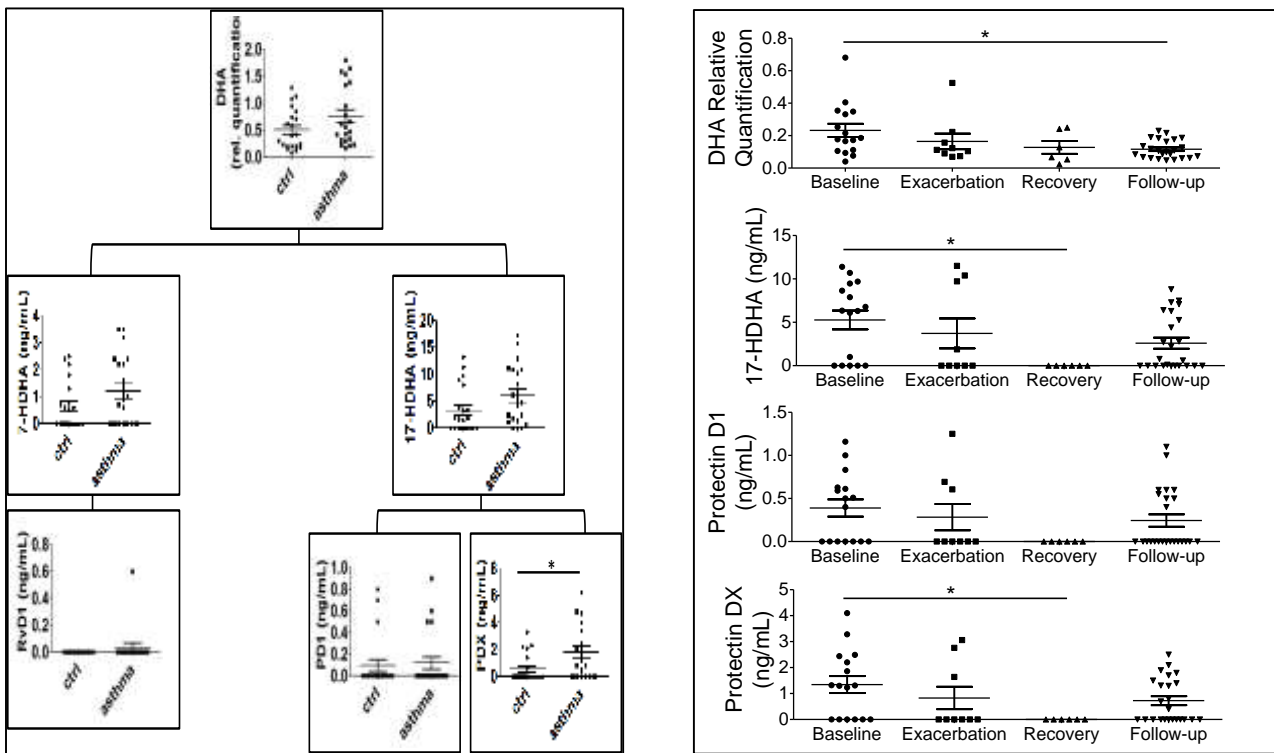 DHA
(rel. quantification
2.0
1.5
1.0
0.5
0.0
ctrl
asthma
7-HDHA (ng/mL)
4
3
2
1
0
ctrl
asthma
17-HDHA (ng/mL)
20
15
10
5
0
ctrl
asthma
RvD1 (ng/mL)
0.8
0.6
0.4
0.2
0.0
ctrl
asthma
PD1 (ng/mL)
1.0
0.8
0.6
0.4
0.2
0.0
ctrl
asthma
PDX (ng/mL)
8
6
4
2
0
*
ctrl
asthma
DHA Relative
Quantification
0.8
0.6
0.4
0.2
0.0
*
Baseline Exacerbation Recovery Follow-up
17-HDHA (ng/mL)
15
10
5
0
*
Baseline Exacerbation Recovery Follow-up
Protectin D1
(ng/mL)
1.5
1.0
0.5
0.0
Baseline Exacerbation Recovery Follow-up
Protectin DX
(ng/mL)
5
4
3
2
1
0
*
Baseline Exacerbation Recovery Follow-up